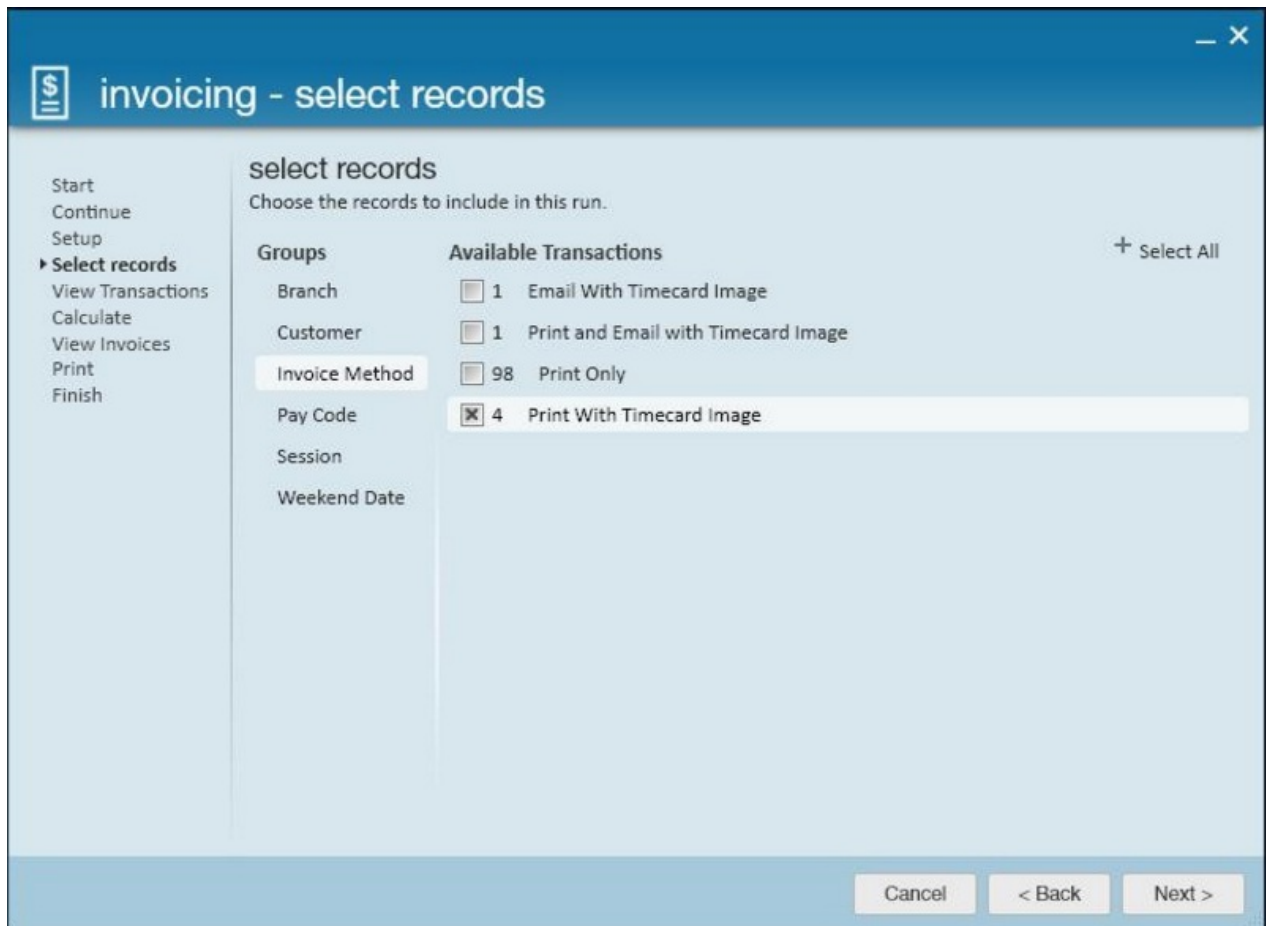 invoicing - select records
Start
Continue
Setup
Select records
View Transactions
Calculate
View Invoices
Print
Finish
select records
Choose the records to include in this run.
Groups
Branch
Customer
Invoice Method
Pay Code
Session
Weekend Date
Available Transactions
+ Select All
1 Email With Timecard Image
1 Print and Email with Timecard Image
98 Print Only
4 Print With Timecard Image
Cancel
< Back
Next >